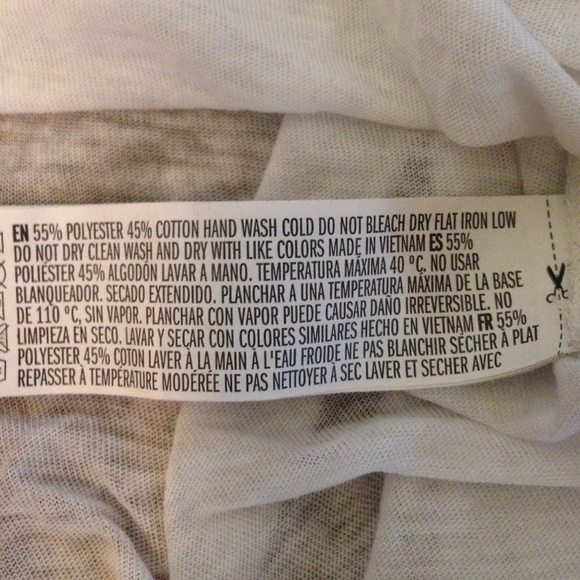 EN 55% POLYESTER 45% COTTON HAND WASH COLD DO NOT BLEACH DRY FLAT IRON LOW
DO NOT DRY CLEAN WASH AND DRY WITH LIKE COLORS MADE IN VIETNAM ES 55%
POLIÉSTER 45% ALGODÓN LAVAR A MANO. TEMPERATURA MÁXIMA 40 °C. NO USAR
BLANQUEADOR. SECADO EXTENDIDO. PLANCHAR A UNA TEMPERATURA MÁXIMA DE LA BASE
DE 110 °C, SIN VAPOR. PLANCHAR CON VAPOR PUEDE CAUSAR DAÑO IRREVERSIBLE. NO
LIMPIEZA EN SECO. LAVAR Y SECAR CON COLORES SIMILARES HECHO EN VIETNAM FR 55%
POLYESTER 45% COTON LAVER À LA MAIN À L'EAU FROIDE NE PAS BLANCHIR SÉCHER À PLAT
REPASSER À TEMPÉRATURE MODÉRÉE NE PAS NETTOYER À SEC LAVER ET SÉCHER AVEC